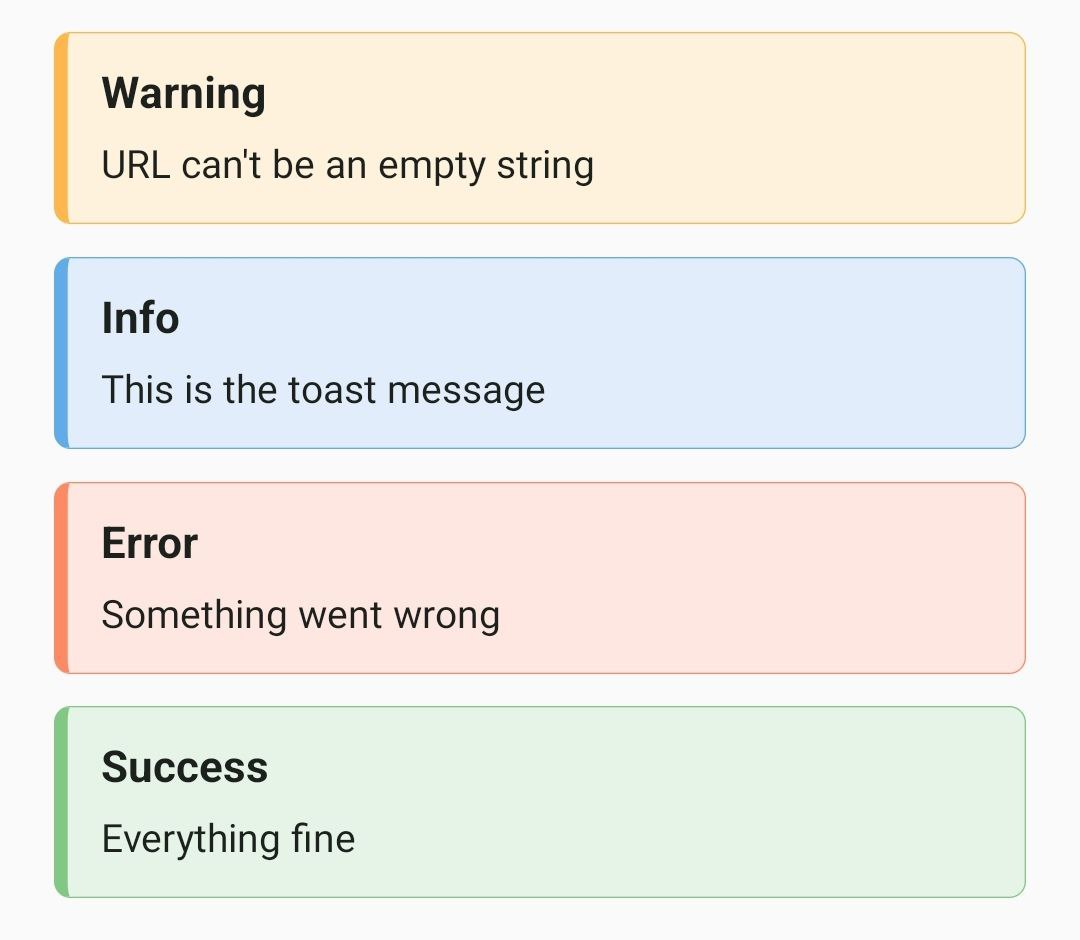 Warning
URL can't be an empty string
Info
This is the toast message
Error
Something went wrong
Success
Everything fine